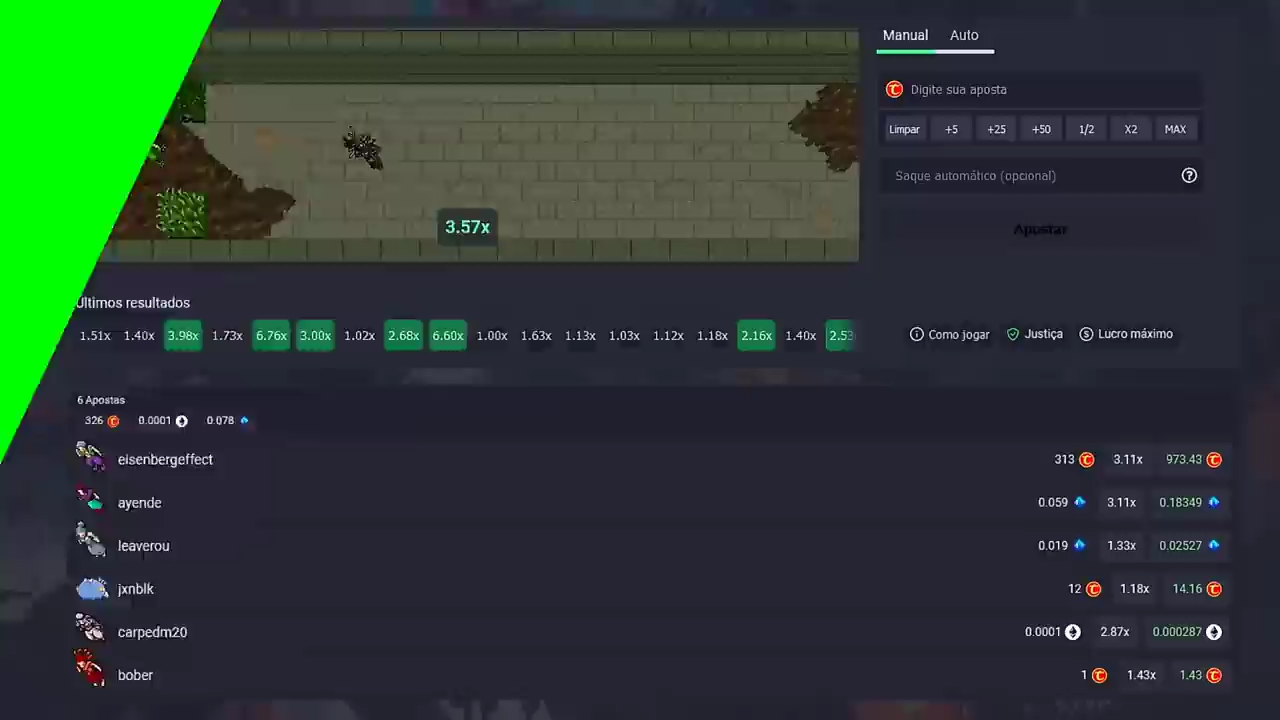 Manual Auto
Digite sua aposta
Limpar +5 +25 +50 1/2 X2 MAX
Saque automático (opcional)
Apostar
3.57x
Últimos resultados
1.51x 1.40x 3.98x 1.73x 6.76x 3.00x 1.02x 2.68x 6.60x 1.00x 1.63x 1.13x 1.03x 1.12x 1.18x 2.16x 1.40x 2.53
Como jogar Justiça Lucro máximo
6 Apostas
326 0.0001 0.078
eisenbergeffect 313 3.11x 973.43
ayende 0.059 3.11x 0.18349
leaverou 0.019 1.33x 0.02527
jxnblk 12 1.18x 14.16
carpedm20 0.0001 2.87x 0.000287
bober 1 1.43x 1.43